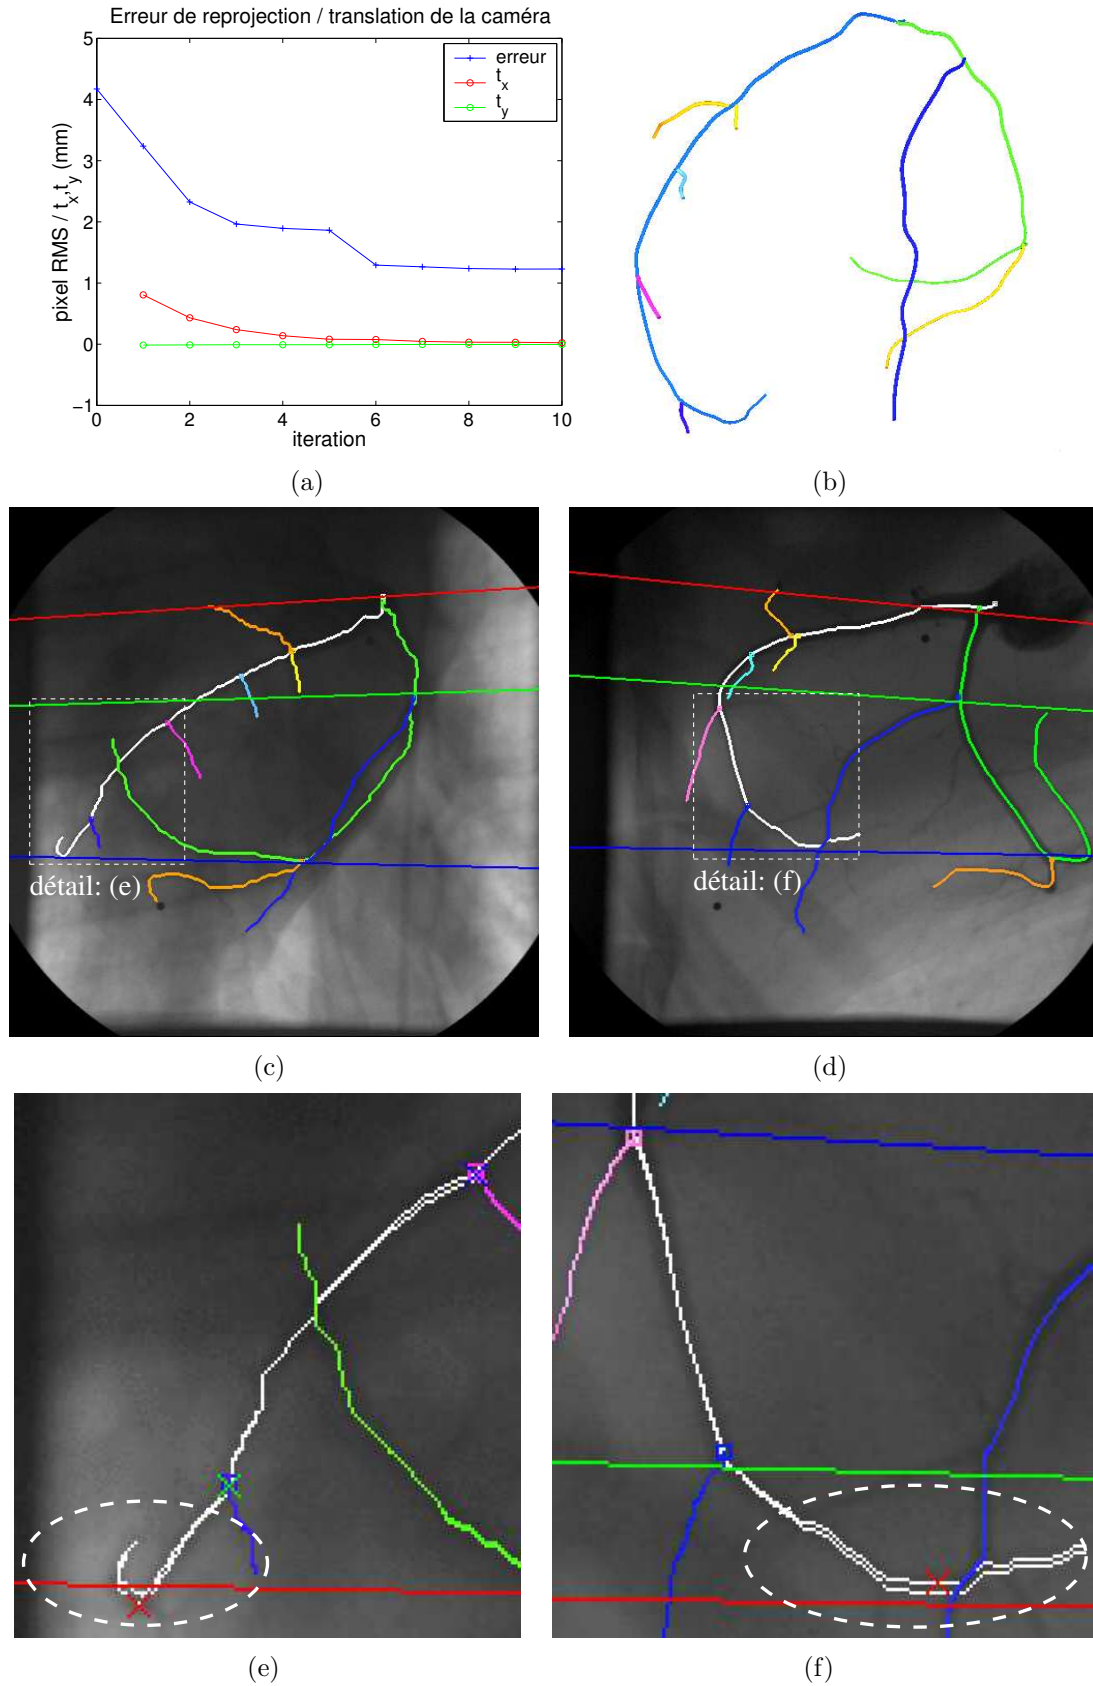 Erreur de reprojection / translation de la caméra
5
4
3
2
1
0
−1
pixel RMS / t_x,t_y (mm)
erreur
t_x
t_y
0 2 4 6 8 10
iteration
(a) (b)
détail: (e)
détail: (f)
(c) (d)
(e) (f)